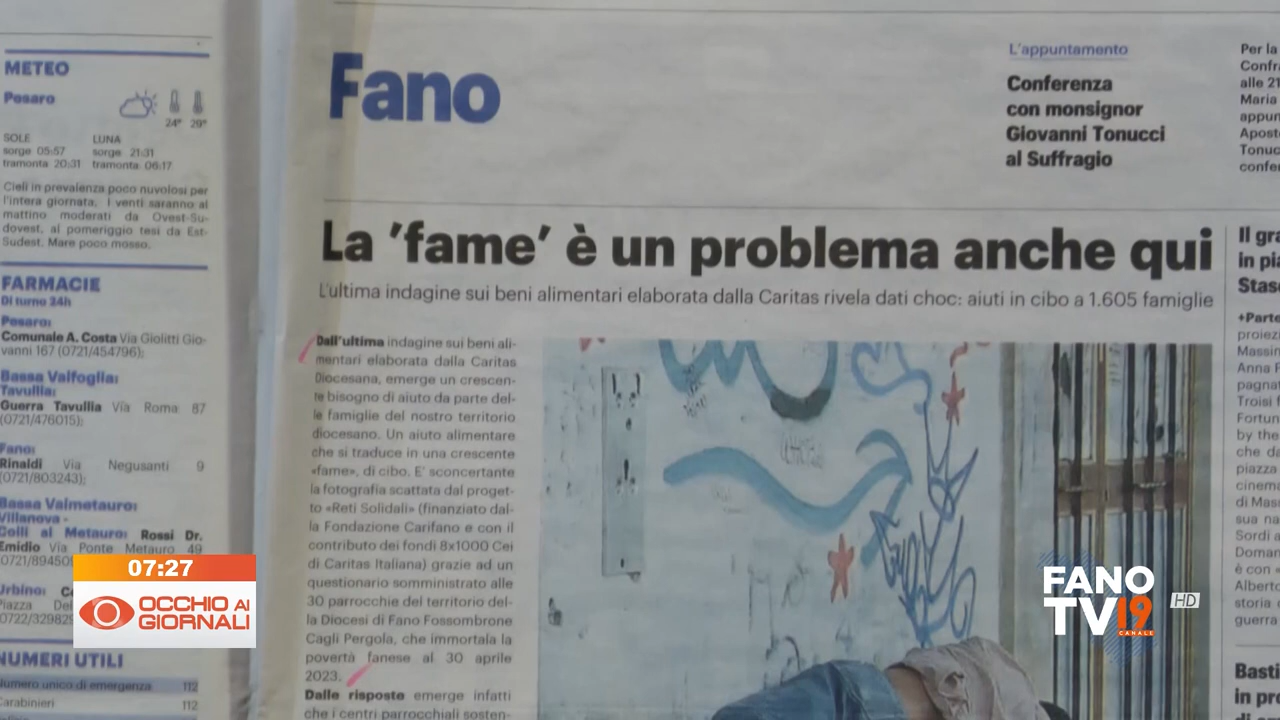 METEO
Pesaro
24° 29°
SOLE LUNA
sorge 05:57 sorge 21:31
tramonta 20:31 tramonta 06:17
Cieli in prevalenza poco nuvolosi per
l'intera giornata. I venti saranno al
mattino moderati da Ovest-Su-
dovest, al pomeriggio tesi da Est-
Sudest. Mare poco mosso.
FARMACIE
Di turno 24h
Pesaro:
Comunale A. Costa Via Giolitti Gio-
vanni 167 (0721/454796);
Bassa Valfoglia:
Tavullia:
Guerra Tavullia Via Roma 87
(0721/476015);
Fano:
Rinaldi Via Negusanti 9
(0721/803243);
Bassa Valmetauro:
Villanova -
Colli al Metauro: Rossi Dr.
Emidio Via Ponte Metauro 49
Urbino:
Piazza
NUMERI UTILI
Numero unico di emergenza 112
Carabinieri 112
Fano
L'appuntamento
Conferenza
con monsignor
Giovanni Tonucci
al Suffragio
Per la
alle 21
Maria
La 'fame' è un problema anche qui
L'ultima indagine sui beni alimentari elaborata dalla Caritas rivela dati choc: aiuti in cibo a 1.605 famiglie
Dall'ultima indagine sui beni ali-
mentari elaborata dalla Caritas
Diocesana, emerge un crescen-
te bisogno di aiuto da parte del-
le famiglie del nostro territorio
diocesano. Un aiuto alimentare
che si traduce in una crescente
«fame», di cibo. E' sconcertante
la fotografia scattata dal proget-
to «Reti Solidali» (finanziato dal-
la Fondazione Carifano e con il
contributo dei fondi 8x1000 Cei
di Caritas Italiana) grazie ad un
questionario somministrato alle
30 parrocchie del territorio del-
la Diocesi di Fano Fossombrone
Cagli Pergola, che immortala la
povertà fanese al 30 aprile
2023.
Dalle risposte emerge infatti
che i centri parrocchiali sosten-
Il gra
in pia
Stas
+Parte
proiez
Massin
Anna
pagna
Troisi
Fortun
by the
che da
piazza
cinema
di Mas
sua na
Sordi a
Doman
è con «
Alberto
storia
guerra
Basti
in pro
07:27
OCCHIO AI
GIORNALI
FANO
TV19
CANALE
HD